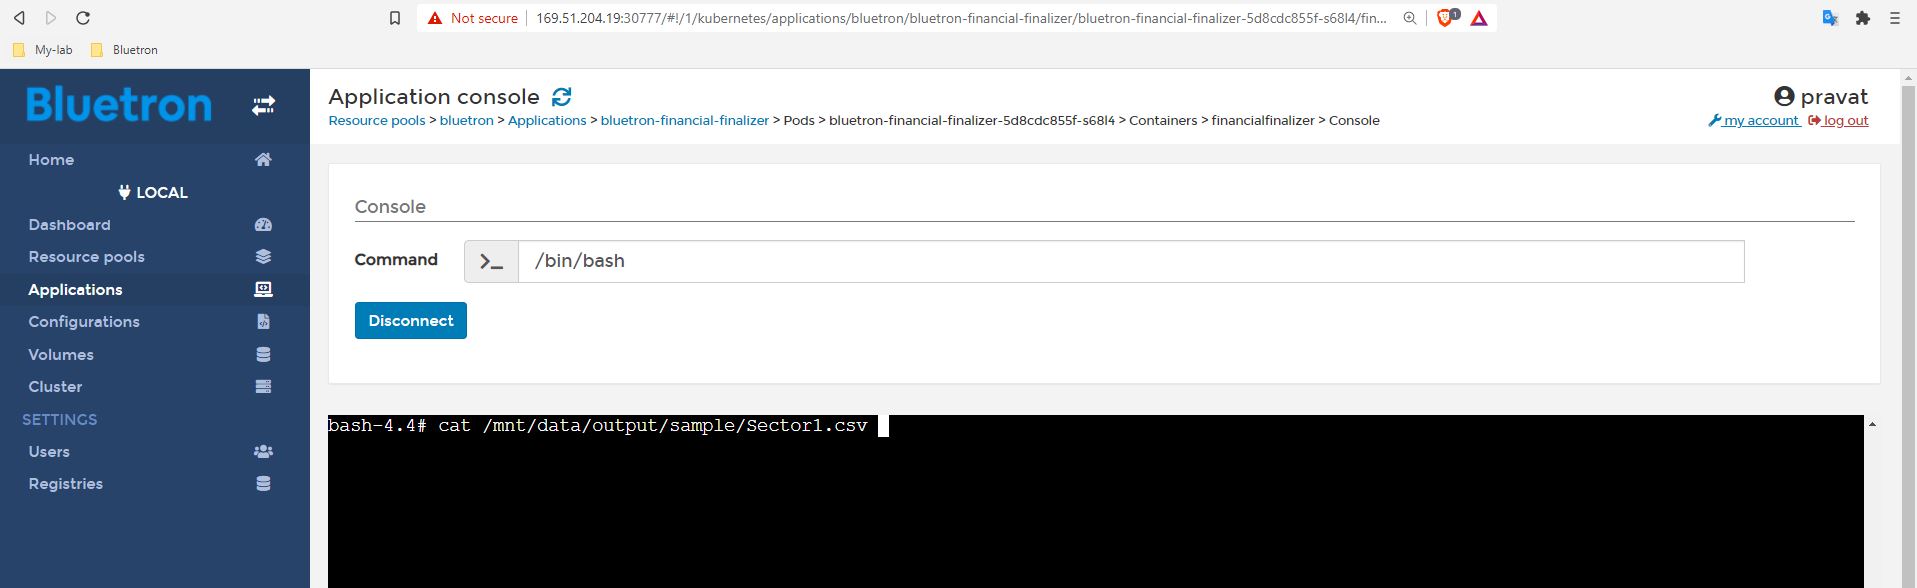 Not secure 169.51.204.19:30777/#!/1/kubernetes/applications/bluetron/bluetron-financial-finalizer/bluetron-financial-finalizer-5d8cdc855f-s68l4/fin... 1
My-lab Bluetron
Bluetron
Home
LOCAL
Dashboard
Resource pools
Applications
Configurations
Volumes
Cluster
SETTINGS
Users
Registries
Application console
Resource pools > bluetron > Applications > bluetron-financial-finalizer > Pods > bluetron-financial-finalizer-5d8cdc855f-s68l4 > Containers > financialfinalizer > Console
pravat
my account log out
Console
Command >_ /bin/bash
Disconnect
bash-4.4# cat /mnt/data/output/sample/Sector1.csv